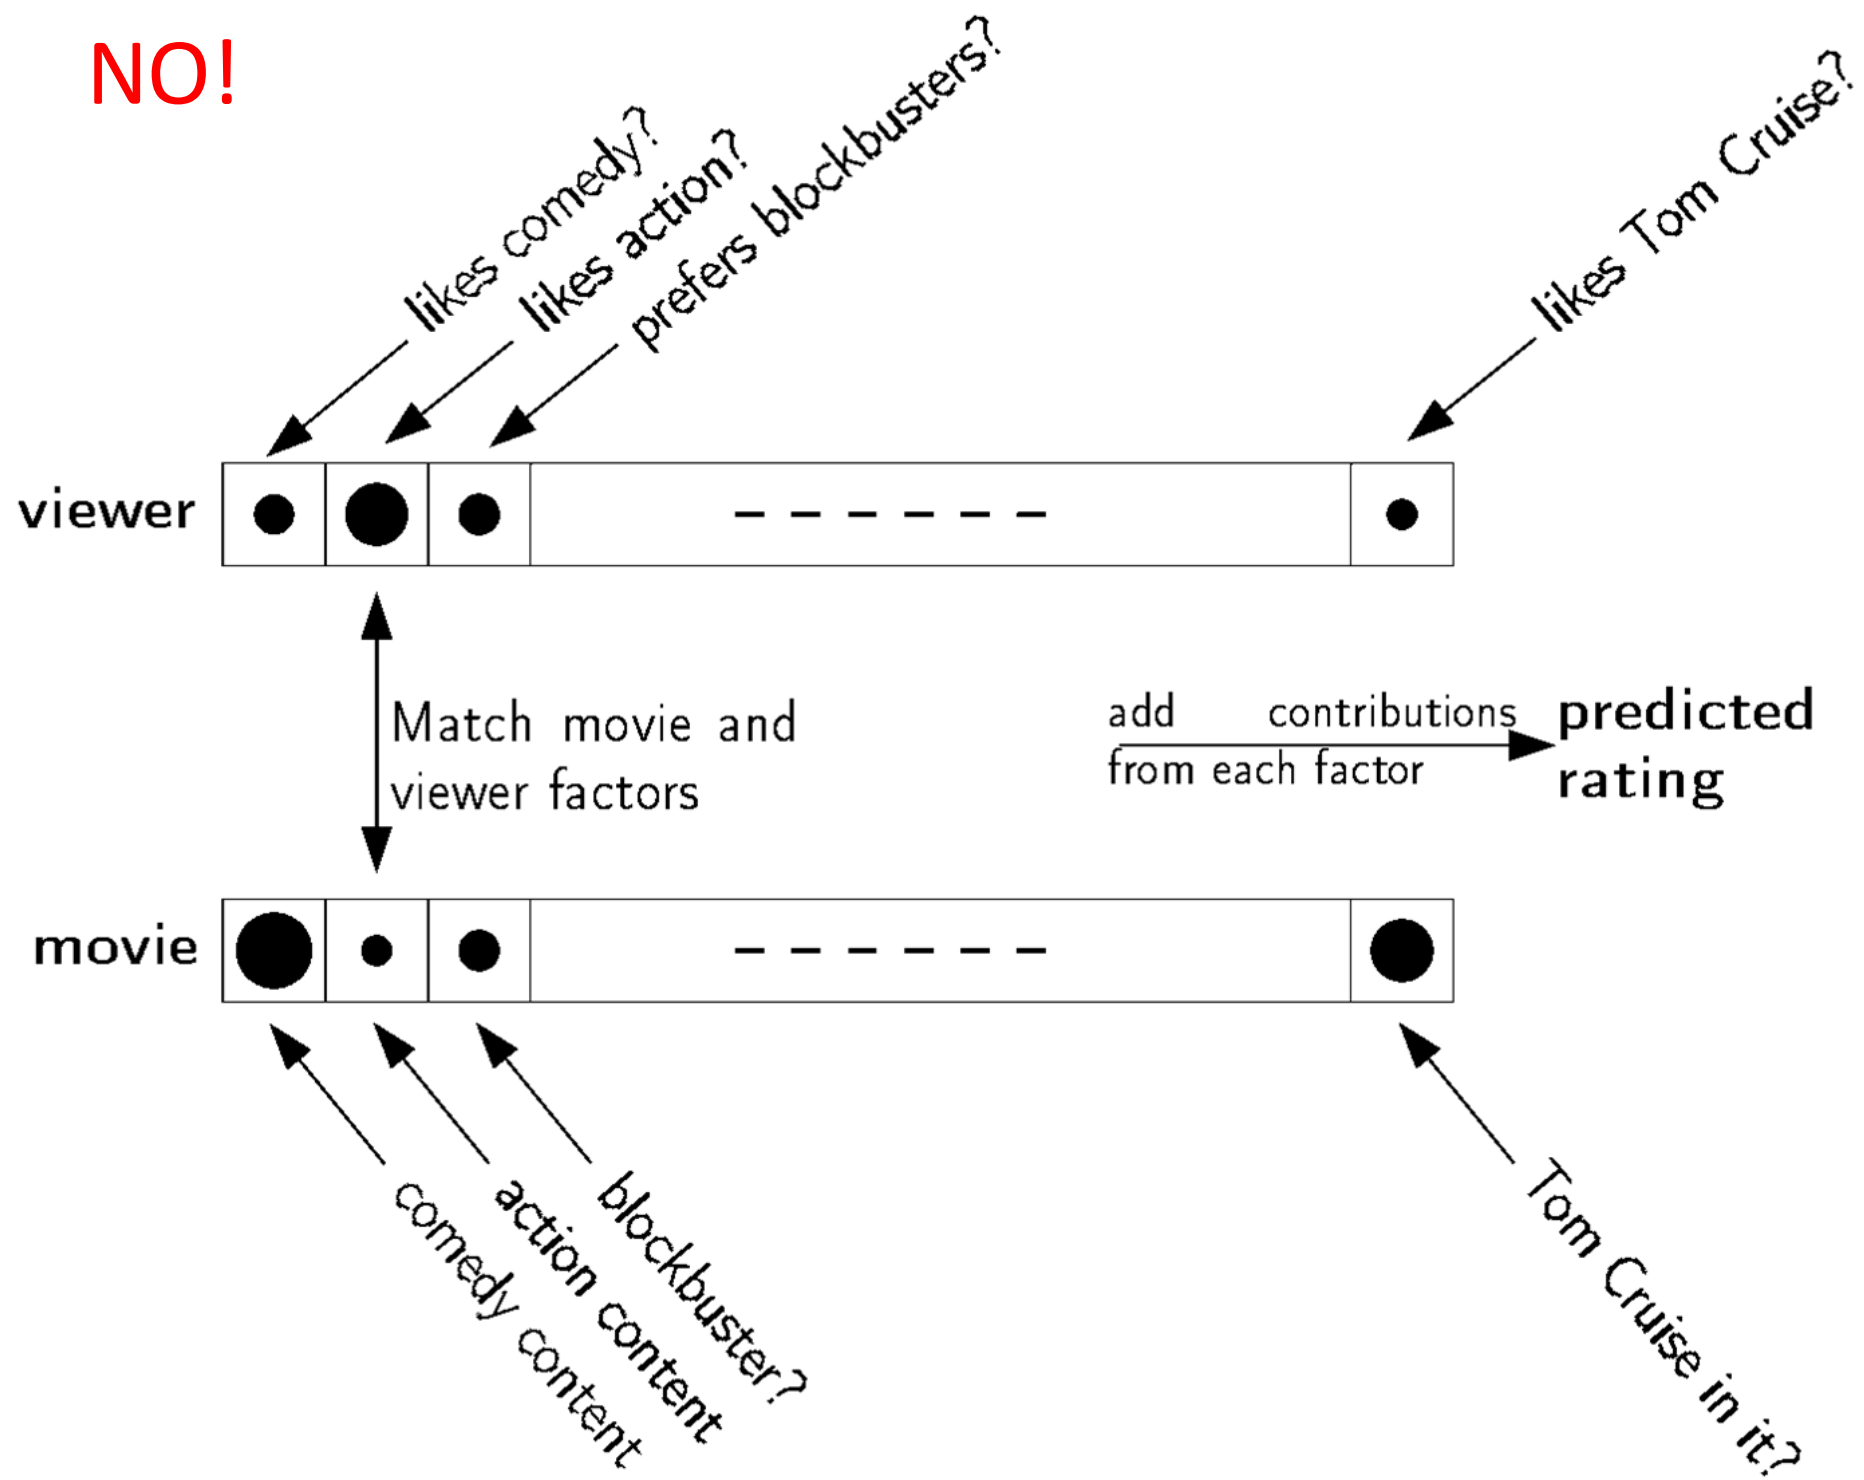 NO!
likes comedy?
likes action?
prefers blockbusters?
likes Tom Cruise?
viewer
Match movie and
viewer factors
add contributions
from each factor
predicted
rating
movie
comedy content
action content
blockbuster?
Tom Cruise in it?